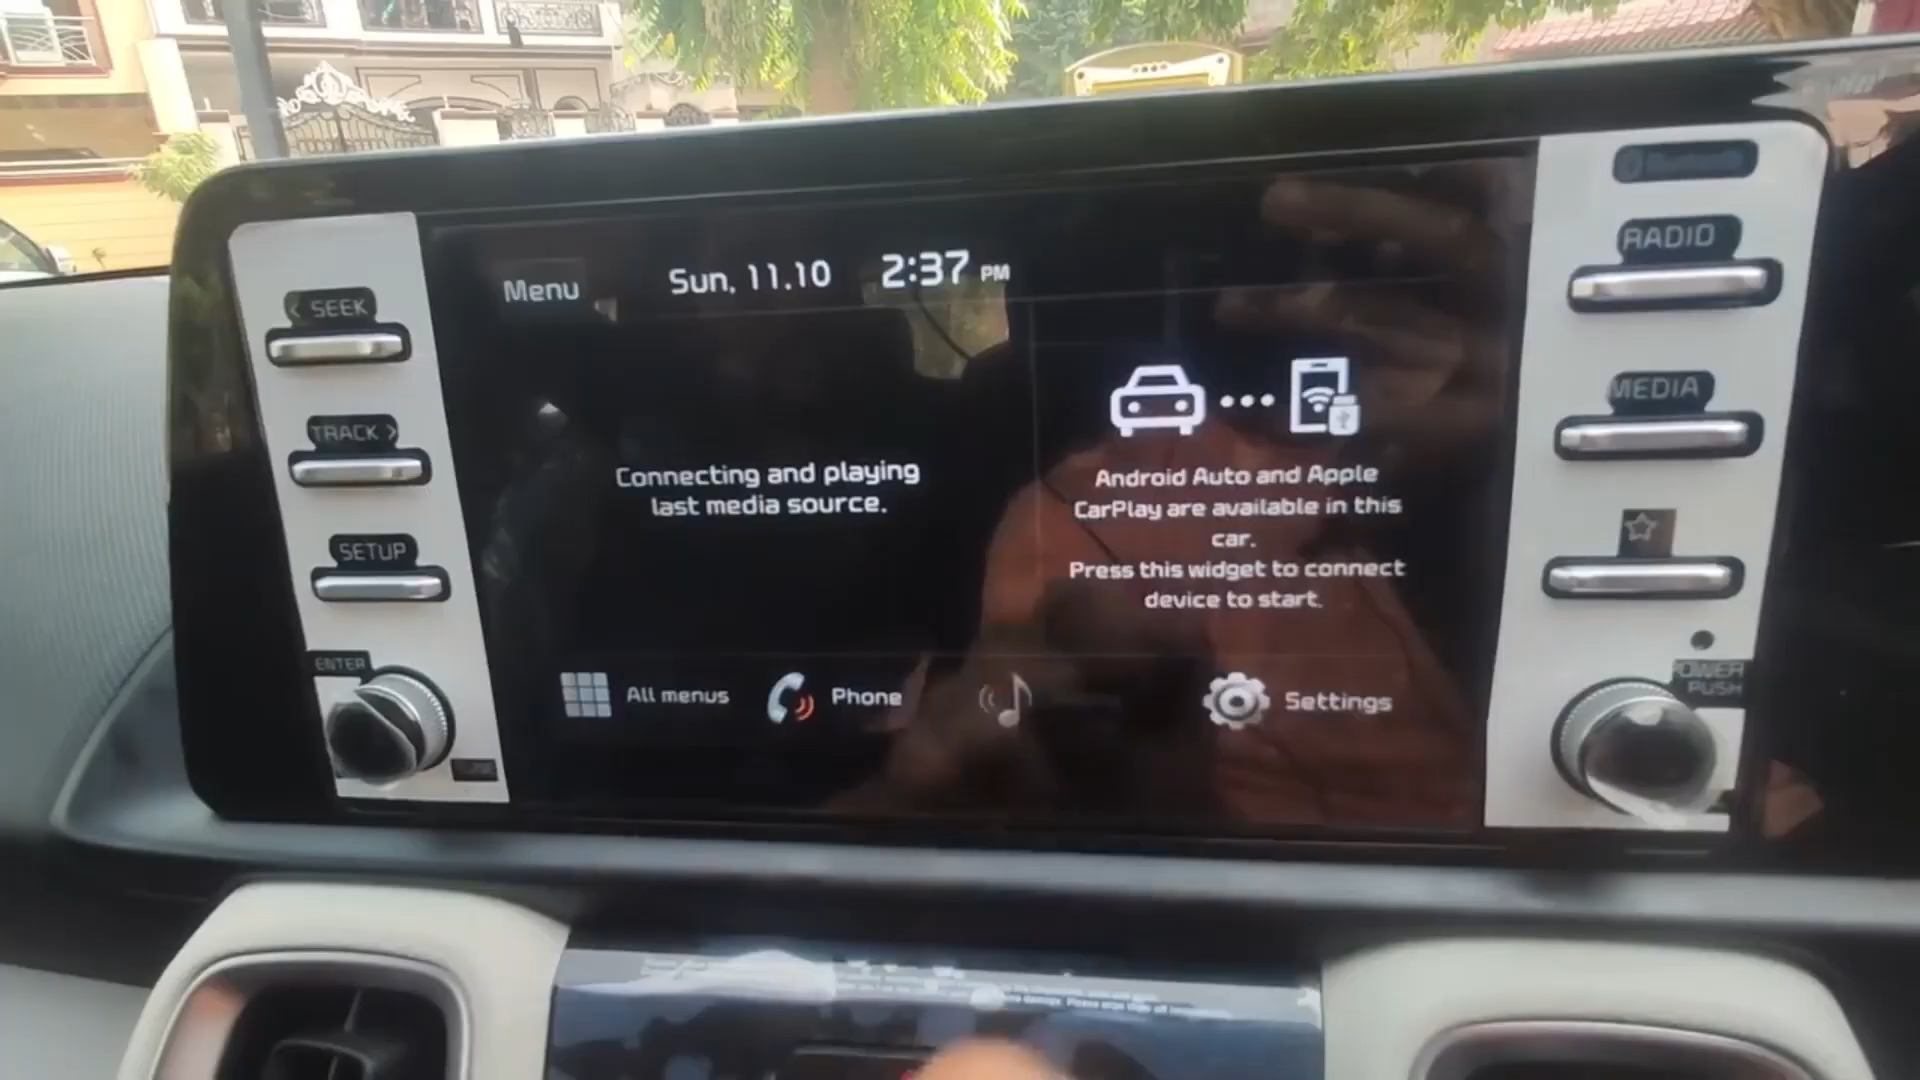 < SEEK
TRACK >
SETUP
ENTER
Menu
Sun, 11.10
2:37 PM
Connecting and playing
last media source.
Android Auto and Apple
CarPlay are available in this
car.
Press this widget to connect
device to start.
All menus
Phone
Settings
RADIO
MEDIA
POWER
PUSH